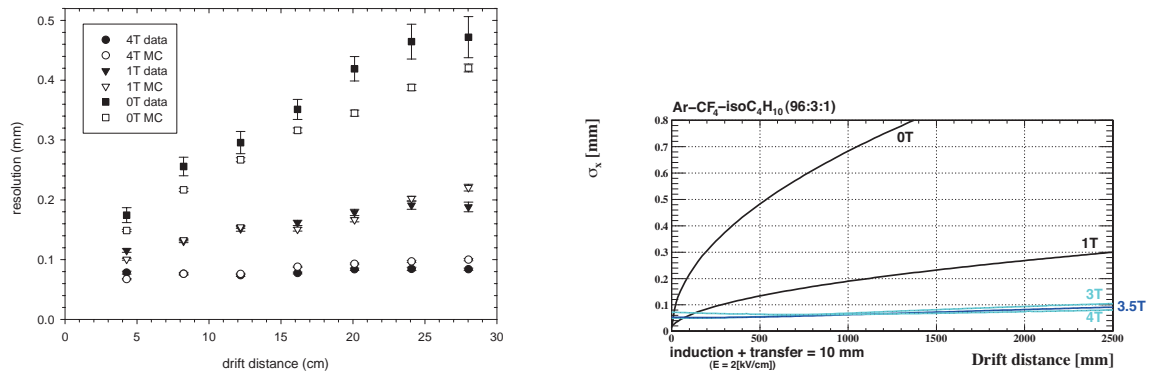 0.5
0.4
0.3
0.2
0.1
0.0
resolution (mm)
4T data
4T MC
1T data
1T MC
0T data
0T MC
0 5 10 15 20 25 30
drift distance (cm)
Ar–CF4–isoC4H10 (96:3:1)
σx [mm]
0.8
0.7
0.6
0.5
0.4
0.3
0.2
0.1
0
0T
1T
3T
3.5T
4T
0 500 1000 1500 2000 2500
induction + transfer = 10 mm
(E = 2[kV/cm])
Drift distance [mm]